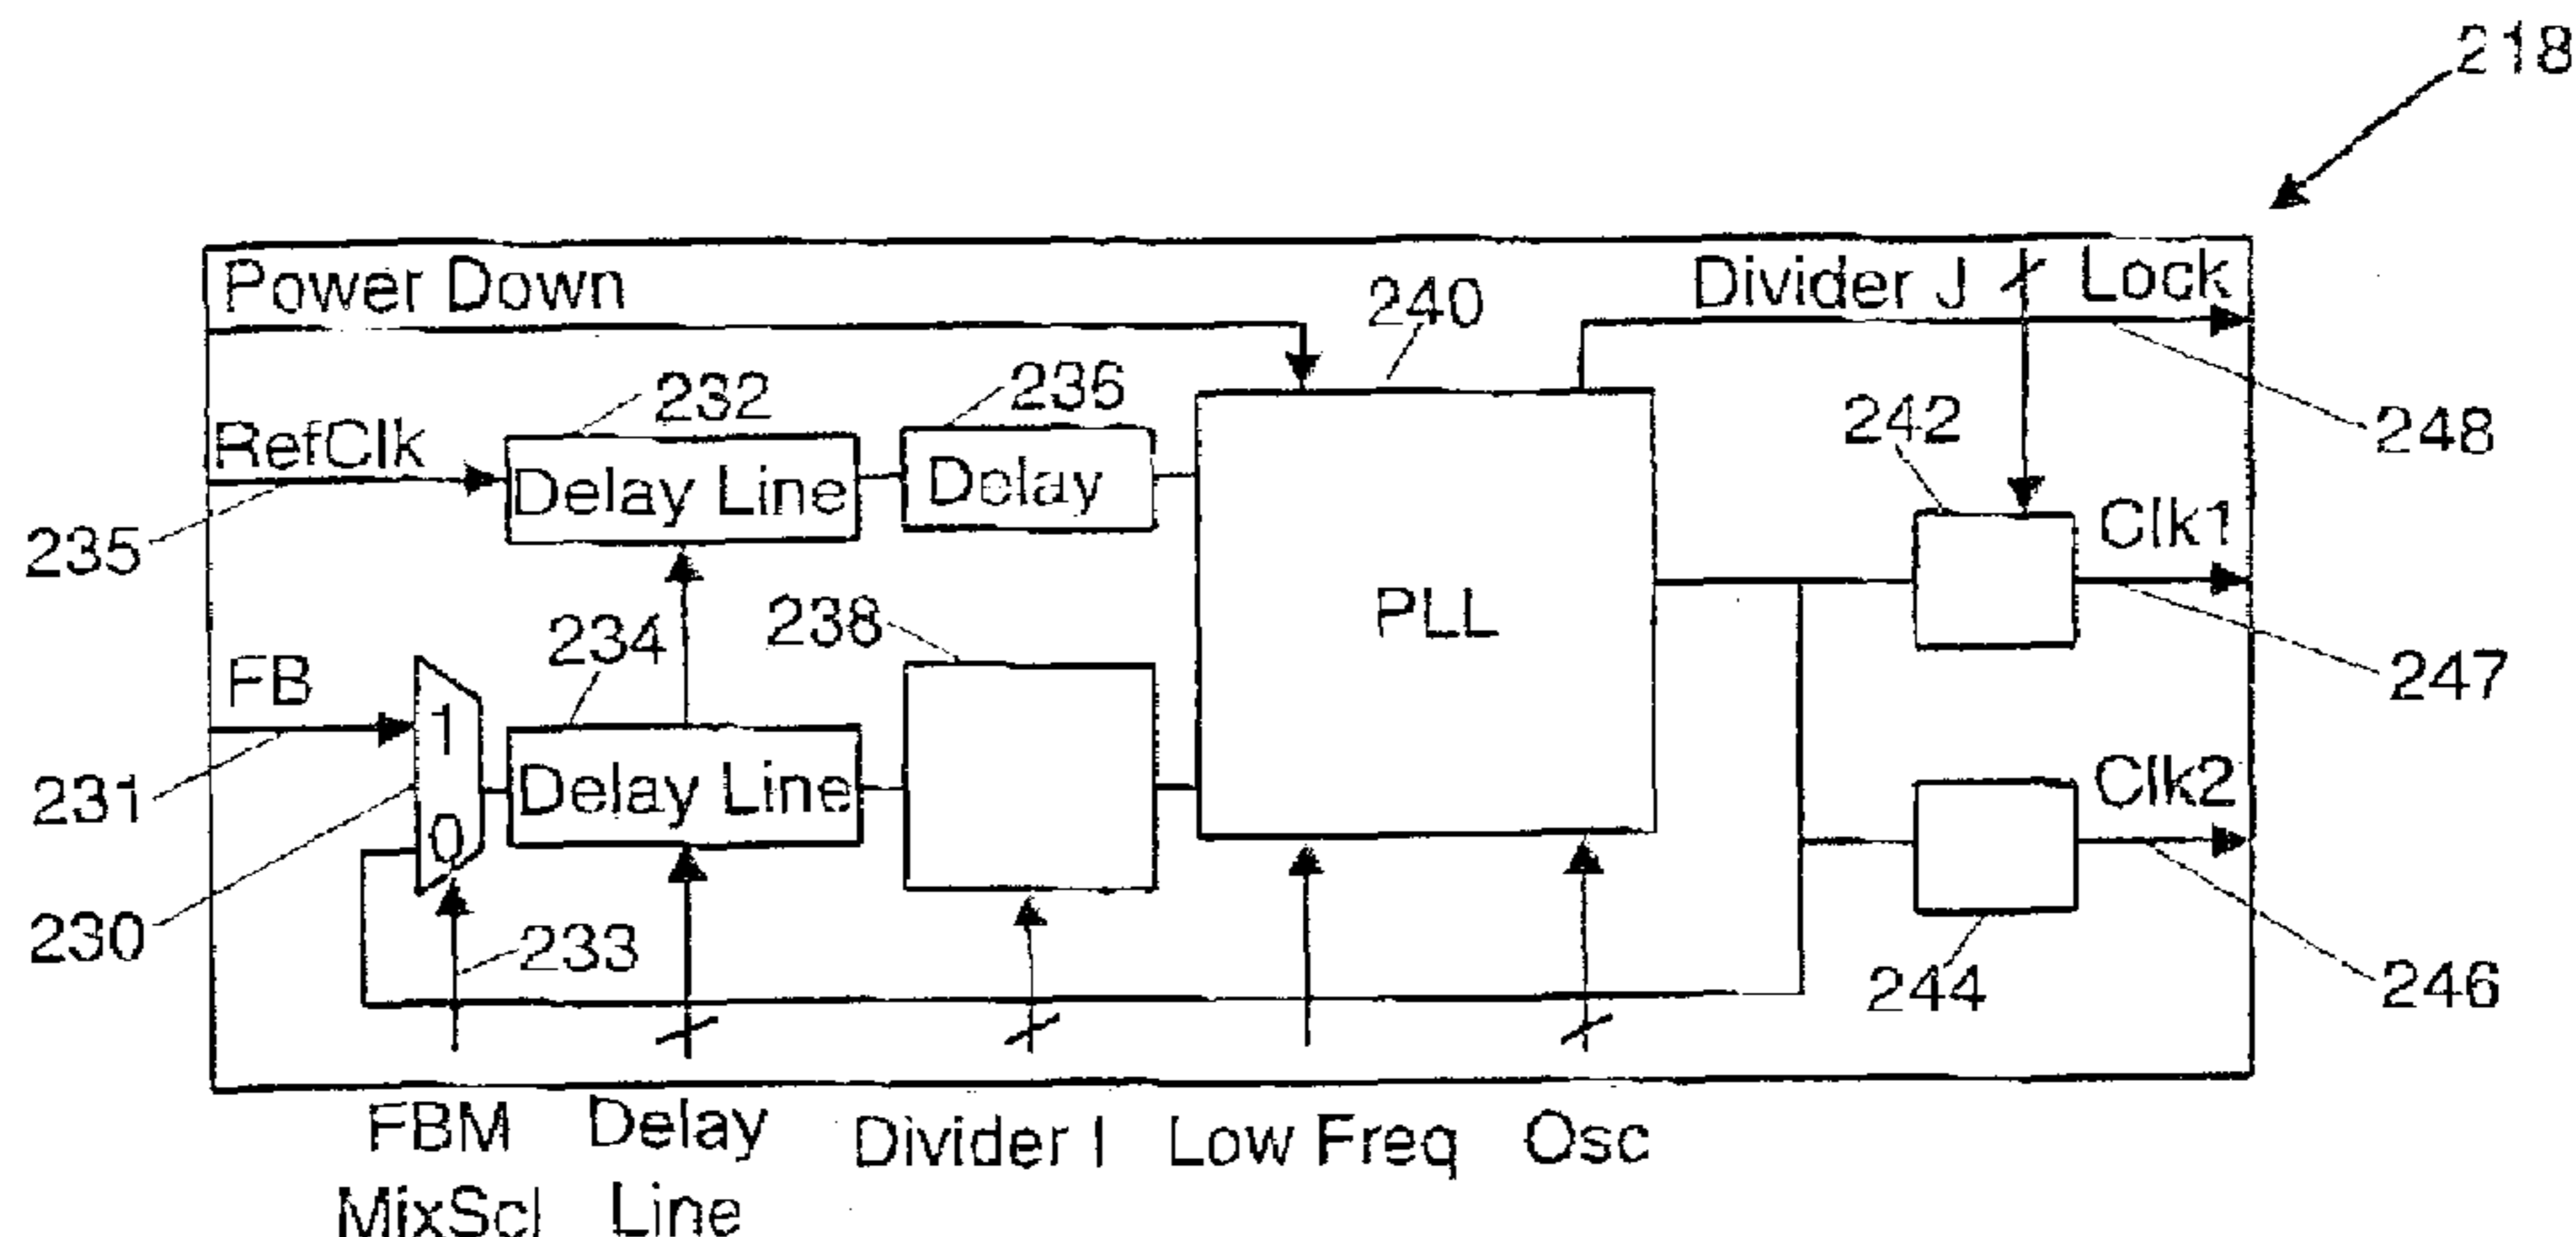 218
Power Down
240
Divider J
Lock
232
236
242
RefClk
Delay Line
Delay
248
235
Clk1
234
238
PLL
FB
1
247
231
Delay Line
Clk2
0
230
233
244
246
FBM
MixScl
Delay
Line
Divider I
Low Freq
Osc